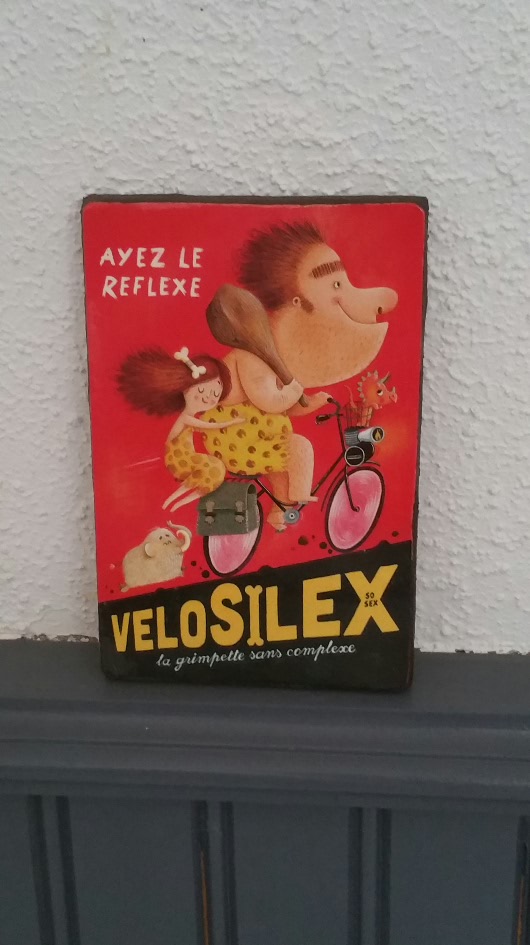 AYEZ LE
REFLEXE
VELOSILEX
SO
SEX
la grimpette sans complexe